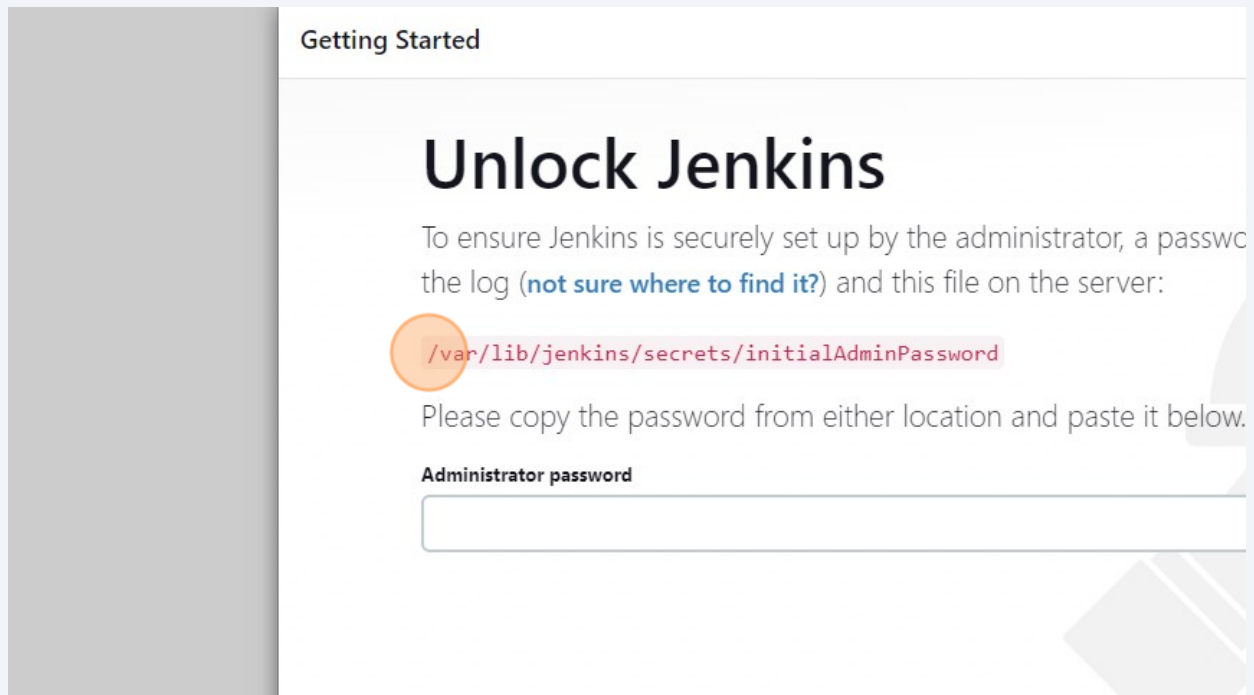 Getting Started
Unlock Jenkins
To ensure Jenkins is securely set up by the administrator, a
the log (not sure where to find it?) and this file on the server:
/var/lib/jenkins/secrets/initialAdminPassword
Please copy the password from either location and paste it below.
Administrator password